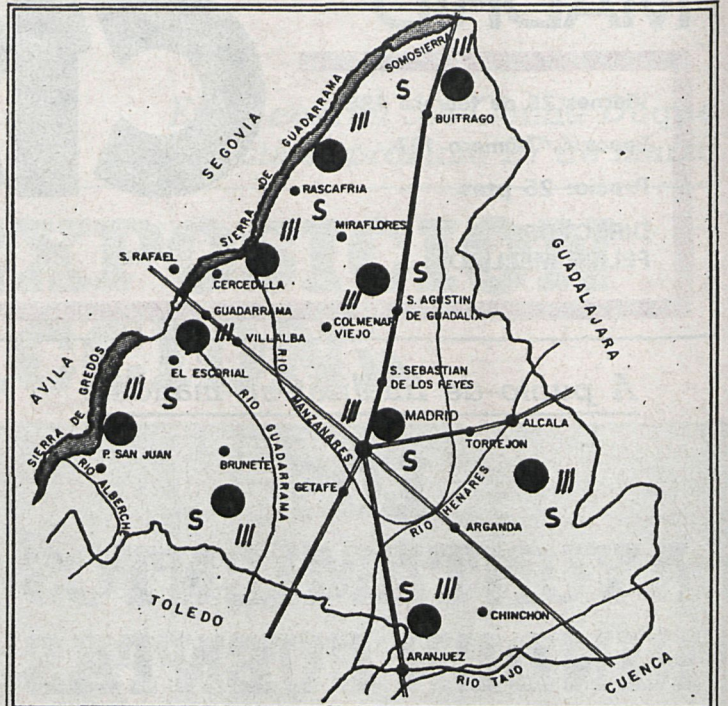 SOMOSIERRA
S
BUITRAGO
SEGOVIA
SIERRA DE GUADARRAMA
RASCAFRIA
S
MIRAFLORES
S. RAFAEL
CERCEDILLA
S
GUADALAJARA
GUADARRAMA
S. AGUSTIN
DE GUADALIX
COLMENAR
VIEJO
VILLALBA
EL ESCORIAL
S. SEBASTIAN
DE LOS REYES
AVILA
SIERRA DE GREDOS
S
RIO MANZANARES
RIO GUADARRAMA
MADRID
ALCALA
TORREJON
S
P. SAN JUAN
RIO ALBERCHE
BRUNETE
GETAFE
RIO HENARES
S
ARGANDA
S
TOLEDO
S
CHINCHON
ARANJUEZ
RIO TAJO
CUENCA